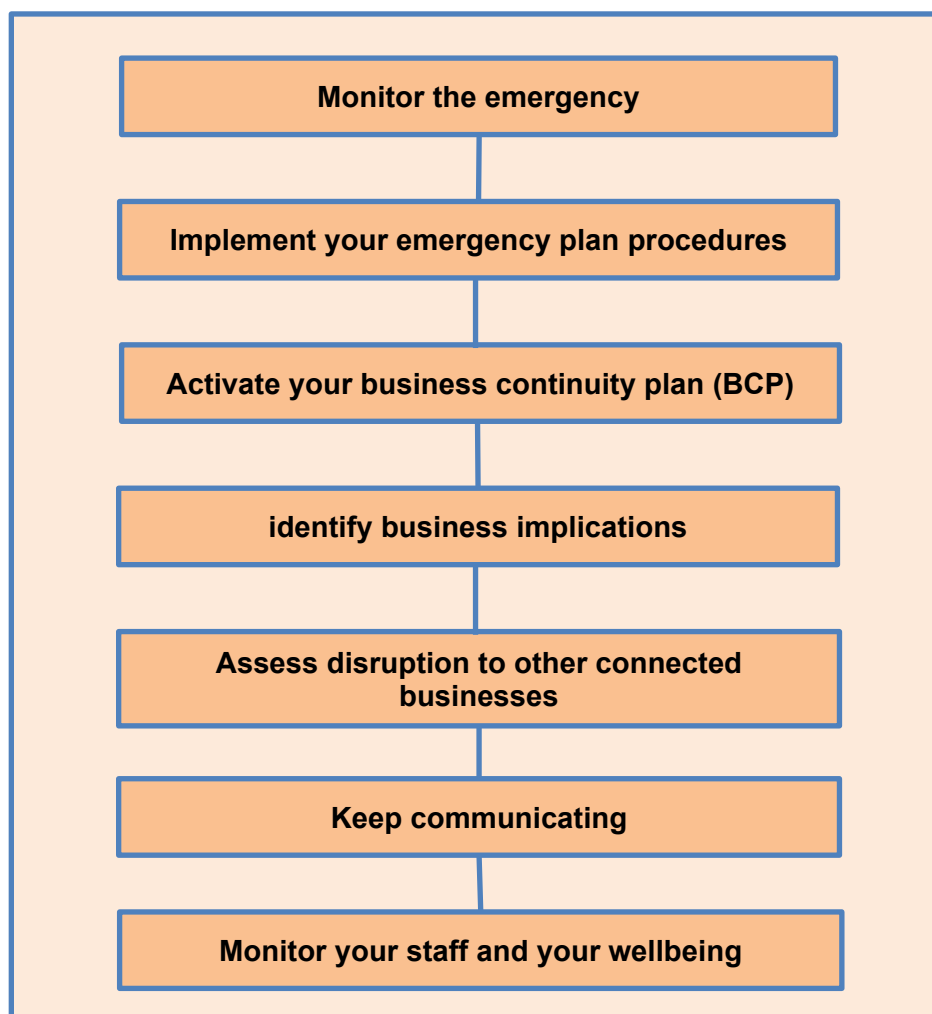 Monitor the emergency
Implement your emergency plan procedures
Activate your business continuity plan (BCP)
identify business implications
Assess disruption to other connected
businesses
Keep communicating
Monitor your staff and your wellbeing